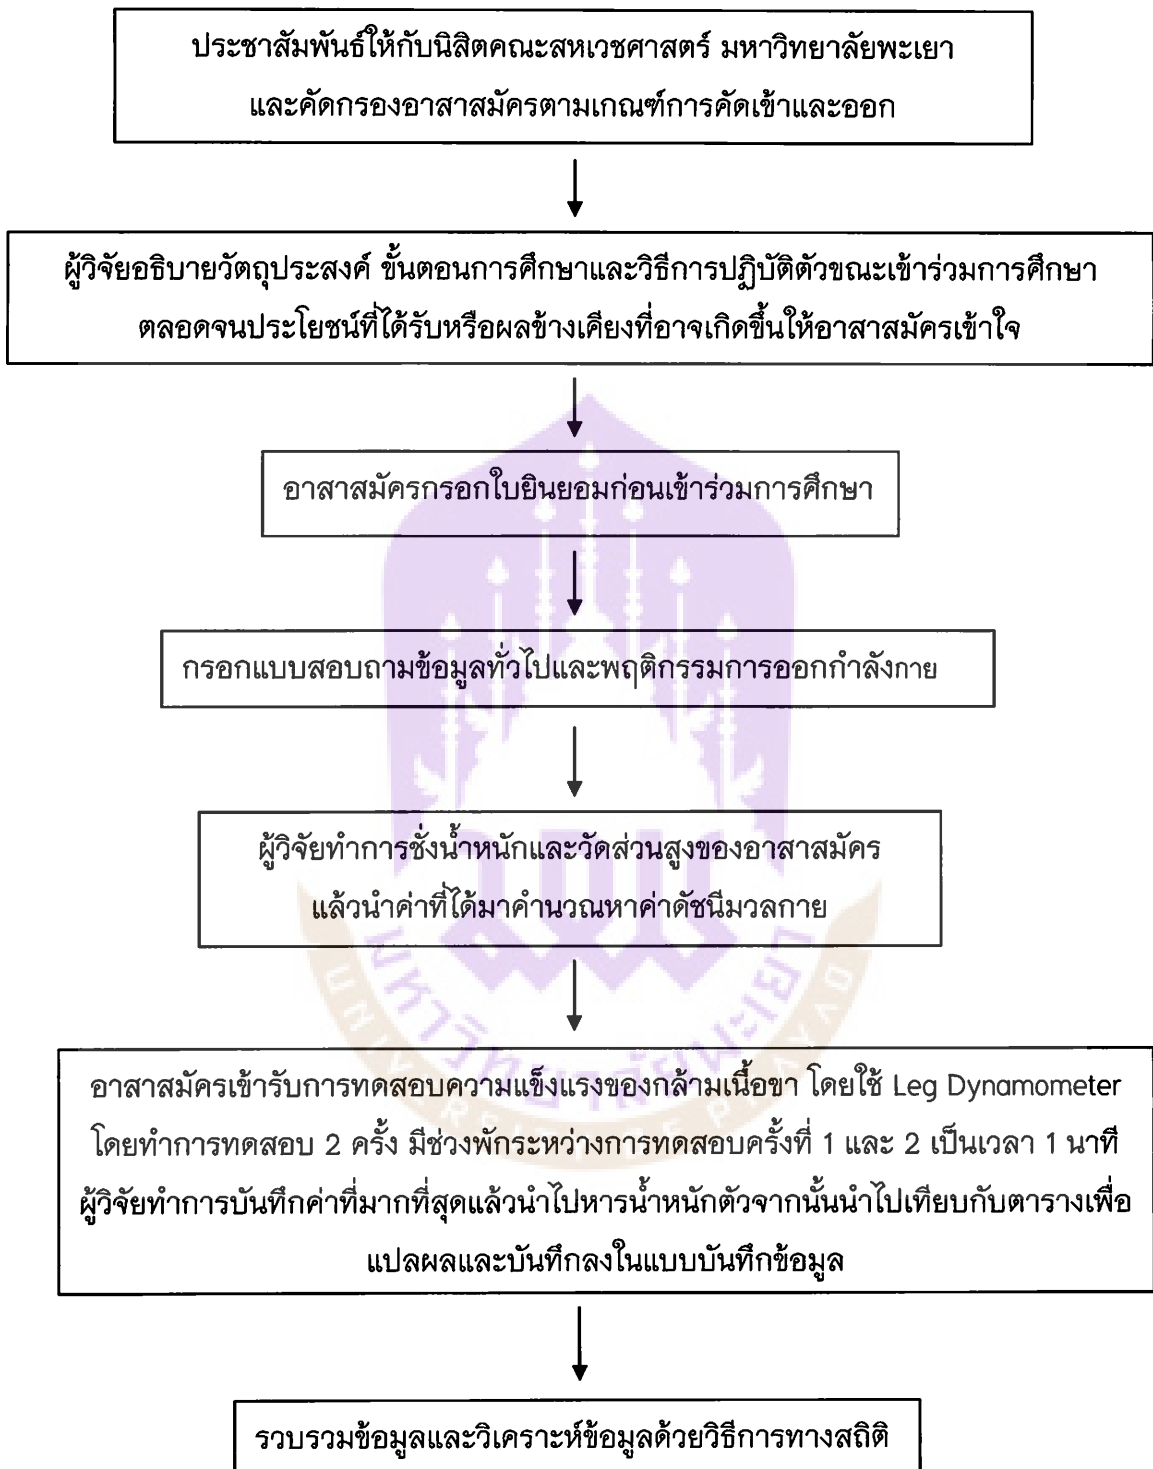 ประชาสัมพันธ์ให้กับนิสิตคณะสหเวชศาสตร์ มหาวิทยาลัยพะเยา
และคัดกรองอาสาสมัครตามเกณฑ์การคัดเข้าและออก
ผู้วิจัยอธิบายวัตถุประสงค์ ขั้นตอนการศึกษาและวิธีการปฏิบัติตัวขณะเข้าร่วมการศึกษา
ตลอดจนประโยชน์ที่ได้รับหรือผลข้างเคียงที่อาจเกิดขึ้นให้อาสาสมัครเข้าใจ
อาสาสมัครกรอกใบยินยอมก่อนเข้าร่วมการศึกษา
กรอกแบบสอบถามข้อมูลทั่วไปและพฤติกรรมการออกกำลังกาย
ผู้วิจัยทำการชั่งน้ำหนักและวัดส่วนสูงของอาสาสมัคร
แล้วนำค่าที่ได้มาคำนวณหาค่าดัชนีมวลกาย
มหาวิทยาลัยพะเยา
UNIVERSITY OF PHAYAO
อาสาสมัครเข้ารับการทดสอบความแข็งแรงของกล้ามเนื้อขา โดยใช้ Leg Dynamometer
โดยทำการทดสอบ 2 ครั้ง มีช่วงพักระหว่างการทดสอบครั้งที่ 1 และ 2 เป็นเวลา 1 นาที
ผู้วิจัยทำการบันทึกค่าที่มากที่สุดแล้วนำไปหารน้ำหนักตัวจากนั้นนำไปเทียบกับตารางเพื่อ
แปลผลและบันทึกลงในแบบบันทึกข้อมูล
รวบรวมข้อมูลและวิเคราะห์ข้อมูลด้วยวิธีการทางสถิติ